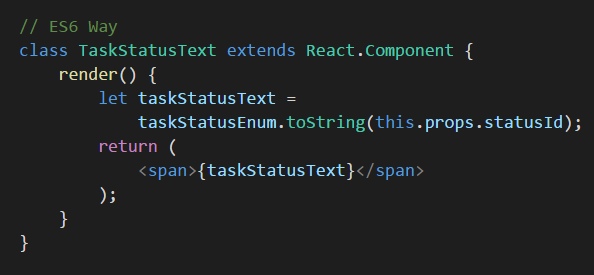 // ES6 Way
class TaskStatusText extends React.Component {
    render() {
        let taskStatusText =
            taskStatusEnum.toString(this.props.statusId);
        return (
            <span>{taskStatusText}</span>
        );
    }
}